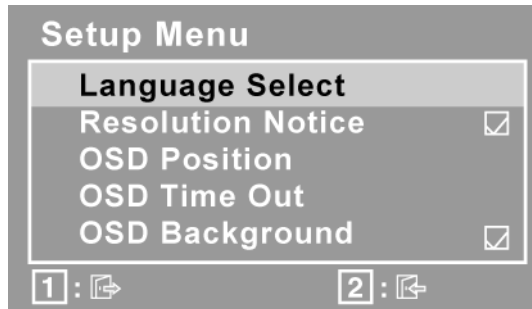 Setup Menu
Language Select
Resolution Notice
OSD Position
OSD Time Out
OSD Background
1 : 2 :